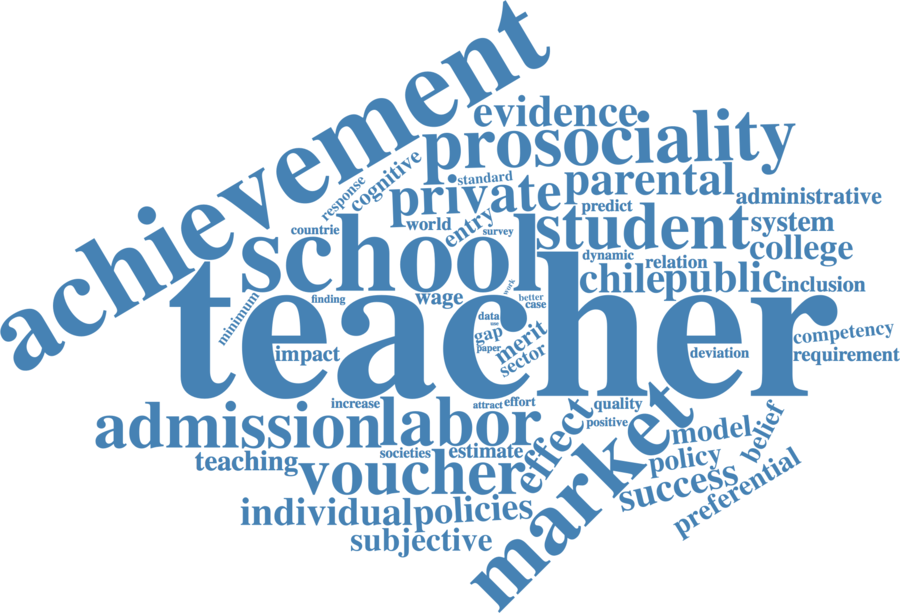 achievement
evidence
prosociality
cognitive
response
standard
private
parental
administrative
predict
countrie
world
entry
survey
student
system
school
college
dynamic
relation
chile
public
inclusion
minimum
finding
wage
work
better
case
teacher
data
gap
paper
merit
sector
impact
deviation
competency
requirement
increase
attract
effort
quality
positive
admission
labor
effect
market
model
belief
societies
estimate
teaching
voucher
policy
success
preferential
individual
policies
subjective